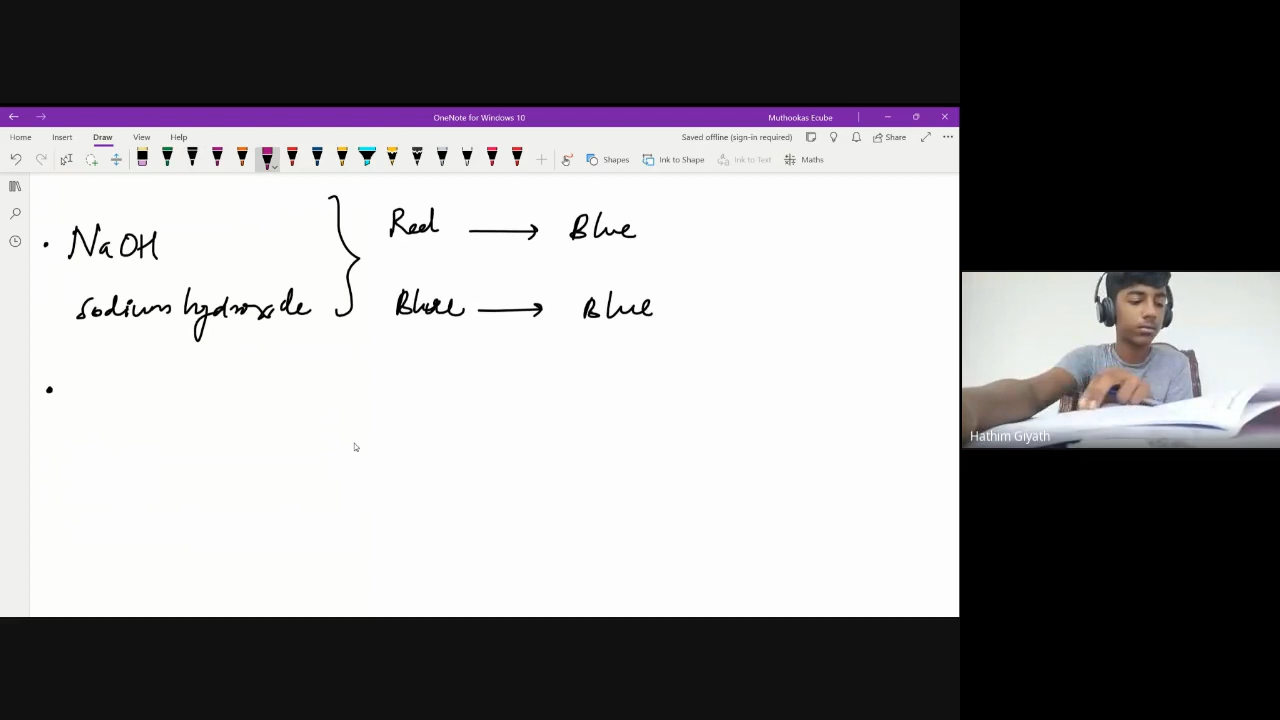 OneNote for Windows 10
Muthookas Ecube
Home Insert Draw View Help
Saved offline (sign-in required)
Share
Shapes
Ink to Shape
Ink to Text
Maths
• NaOH
Sodium hydroxide
Red → Blue
Blue → Blue
•
Hathim Giyath